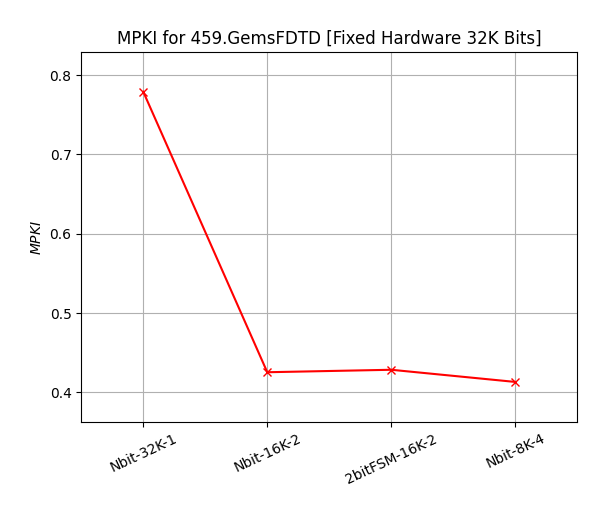 MPKI for 459.GemsFDTD [Fixed Hardware 32K Bits]
0.8
0.7
0.6
0.5
0.4
MPKI
Nbit-32K-1
Nbit-16K-2
2bitFSM-16K-2
Nbit-8K-4